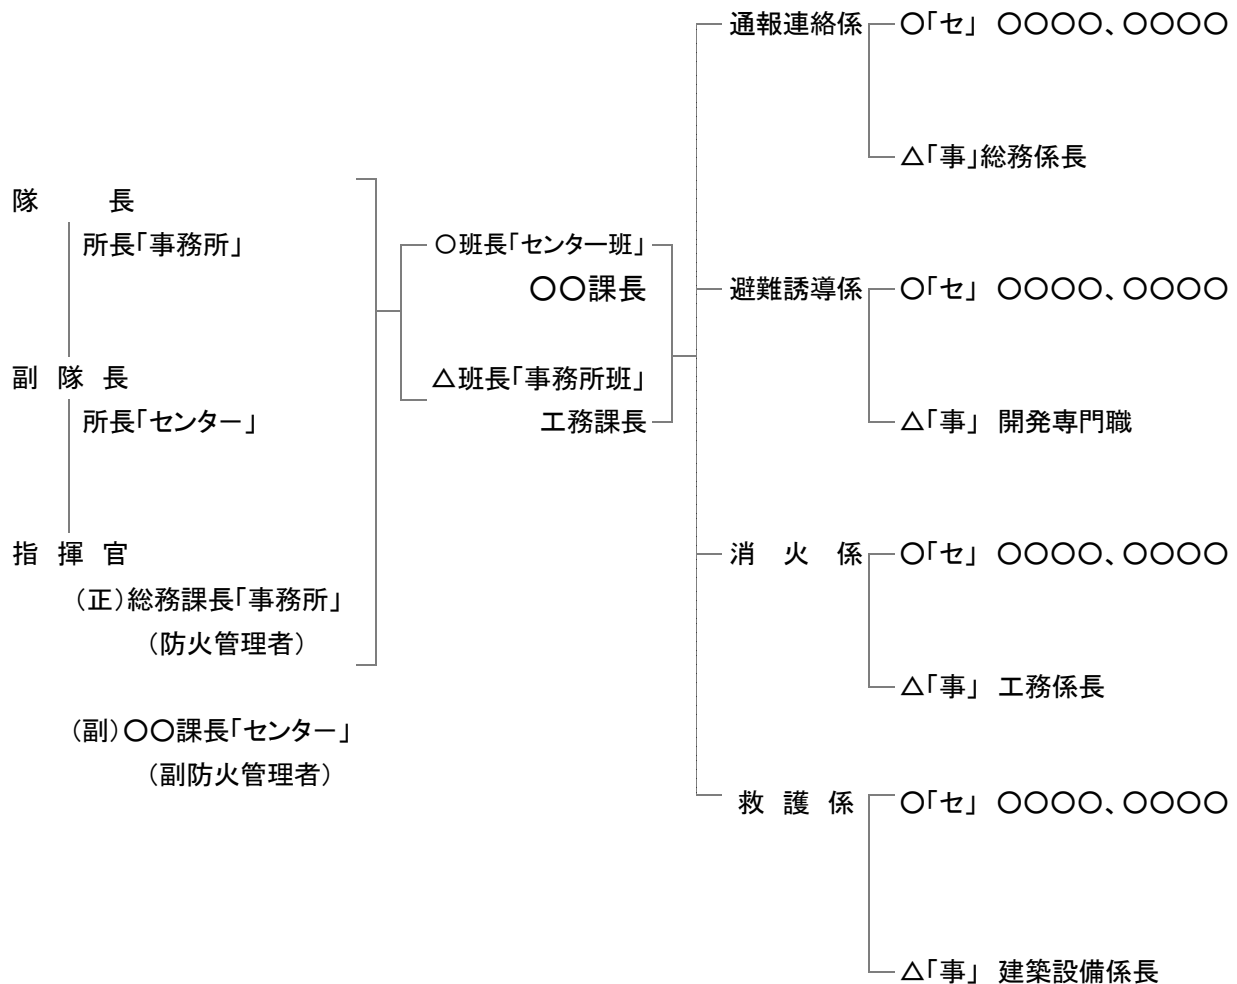 隊　　長
所長「事務所」
副 隊 長
所長「センター」
指 揮 官
（正）総務課長「事務所」
（防火管理者）
（副）〇〇課長「センター」
（副防火管理者）
〇班長「センター班」
〇〇課長
△班長「事務所班」
工務課長
通報連絡係
〇「セ」 〇〇〇〇、〇〇〇〇
△「事」総務係長
避難誘導係
〇「セ」 〇〇〇〇、〇〇〇〇
△「事」 開発専門職
消 火 係
〇「セ」 〇〇〇〇、〇〇〇〇
△「事」 工務係長
救 護 係
〇「セ」 〇〇〇〇、〇〇〇〇
△「事」 建築設備係長